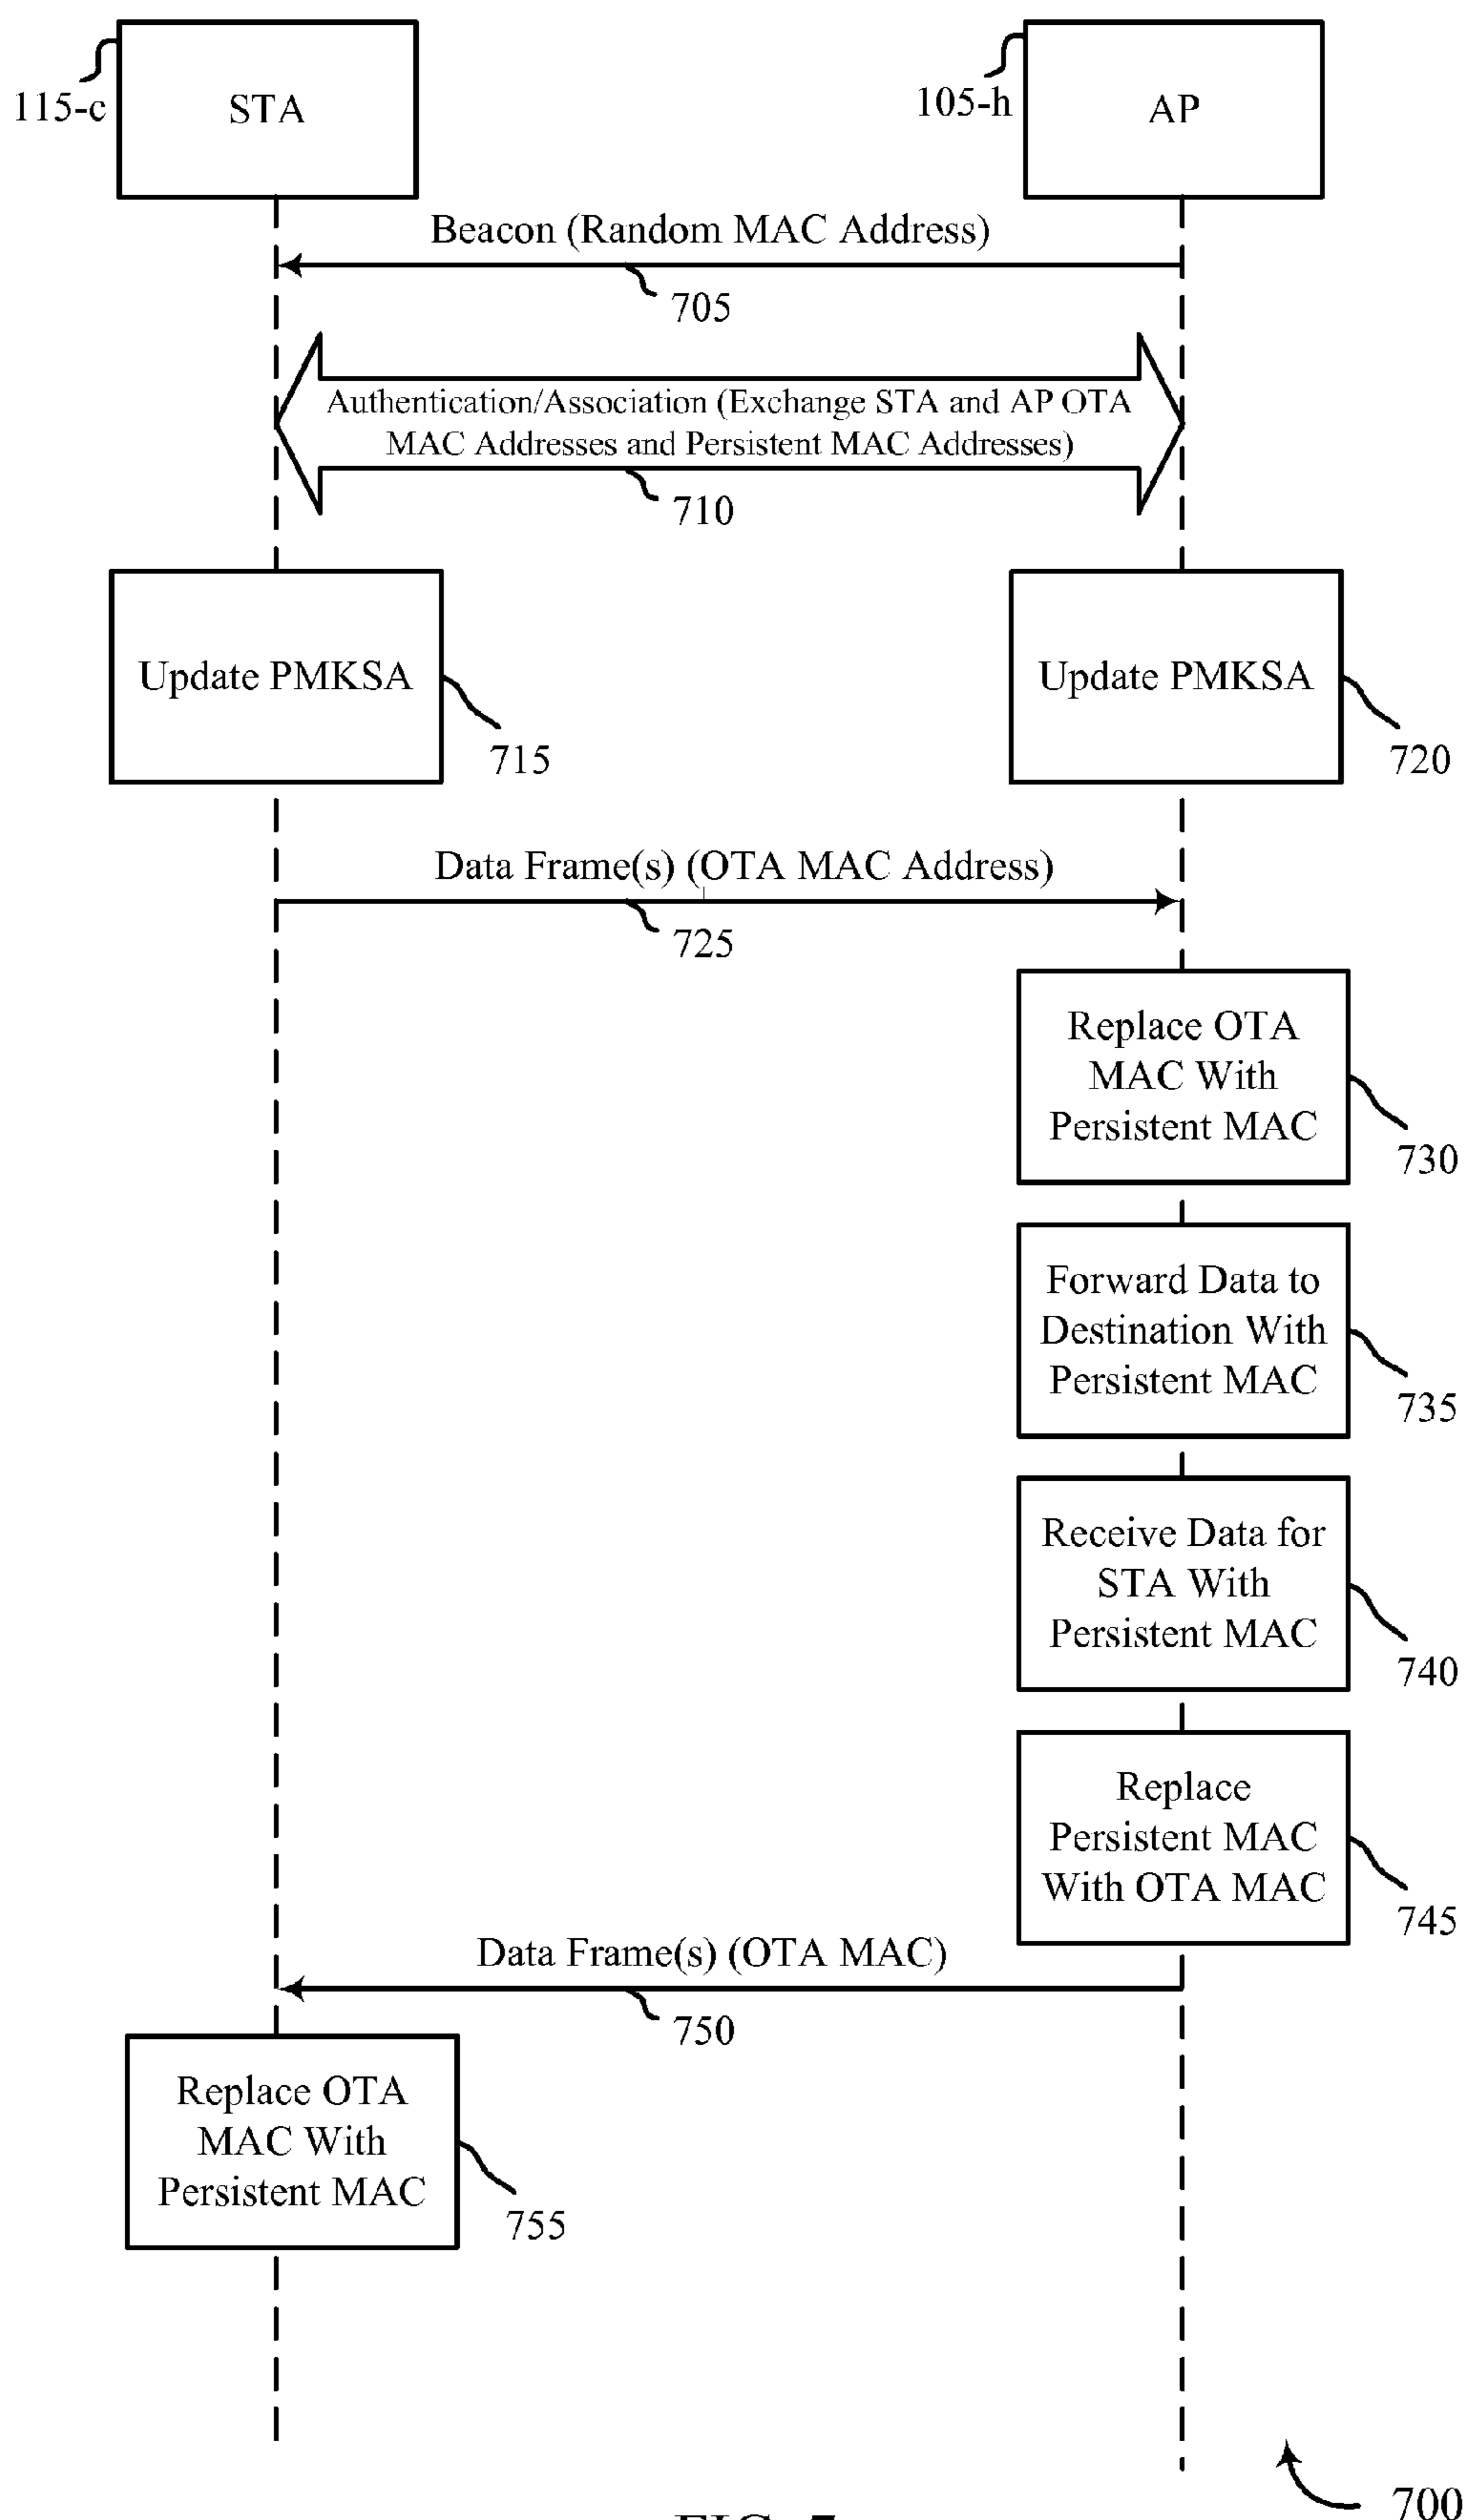 STA
115-c
AP
105-h
Beacon (Random MAC Address)
705
Authentication/Association (Exchange STA and AP OTA
MAC Addresses and Persistent MAC Addresses)
710
Update PMKSA
715
Update PMKSA
720
Data Frame(s) (OTA MAC Address)
725
Replace OTA
MAC With
Persistent MAC
730
Forward Data to
Destination With
Persistent MAC
735
Receive Data for
STA With
Persistent MAC
740
Replace
Persistent MAC
With OTA MAC
745
Data Frame(s) (OTA MAC)
750
Replace OTA
MAC With
Persistent MAC
755
700